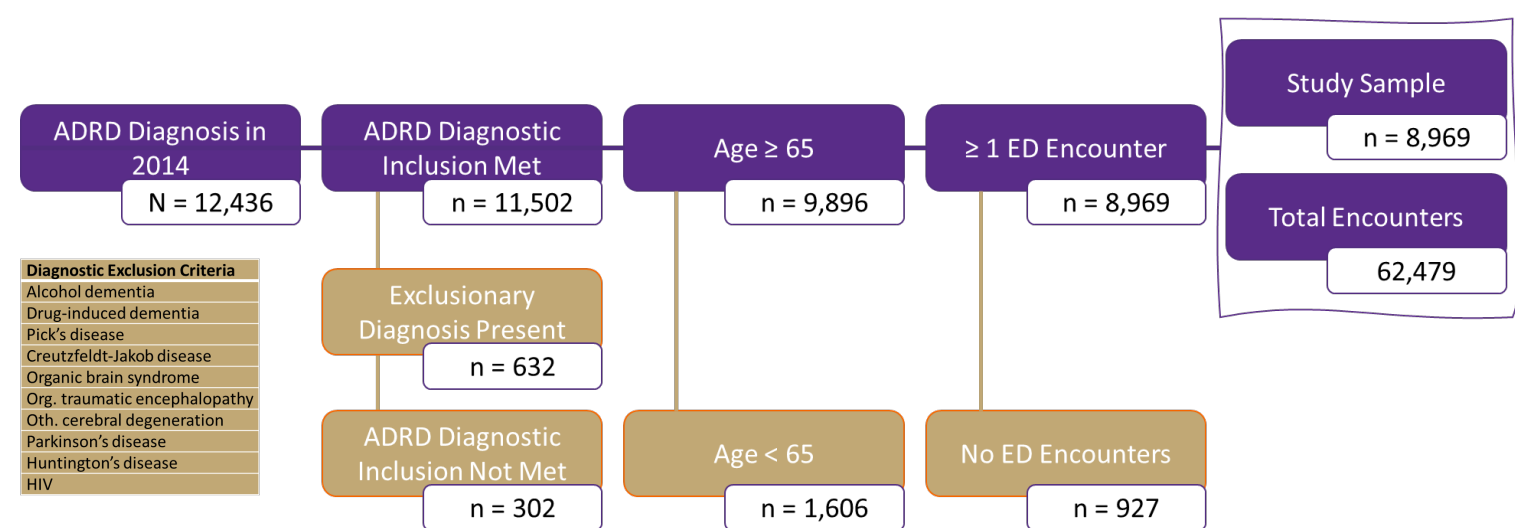 ADRD Diagnosis in
2014
N = 12,436
ADRD Diagnostic
Inclusion Met
n = 11,502
Age ≥ 65
n = 9,896
≥ 1 ED Encounter
n = 8,969
Study Sample
n = 8,969
Total Encounters
62,479
Exclusionary
Diagnosis Present
n = 632
ADRD Diagnostic
Inclusion Not Met
n = 302
Age < 65
n = 1,606
No ED Encounters
n = 927
Diagnostic Exclusion Criteria
Alcohol dementia
Drug-induced dementia
Pick’s disease
Creutzfeldt-Jakob disease
Organic brain syndrome
Org. traumatic encephalopathy
Oth. cerebral degeneration
Parkinson’s disease
Huntington’s disease
HIV